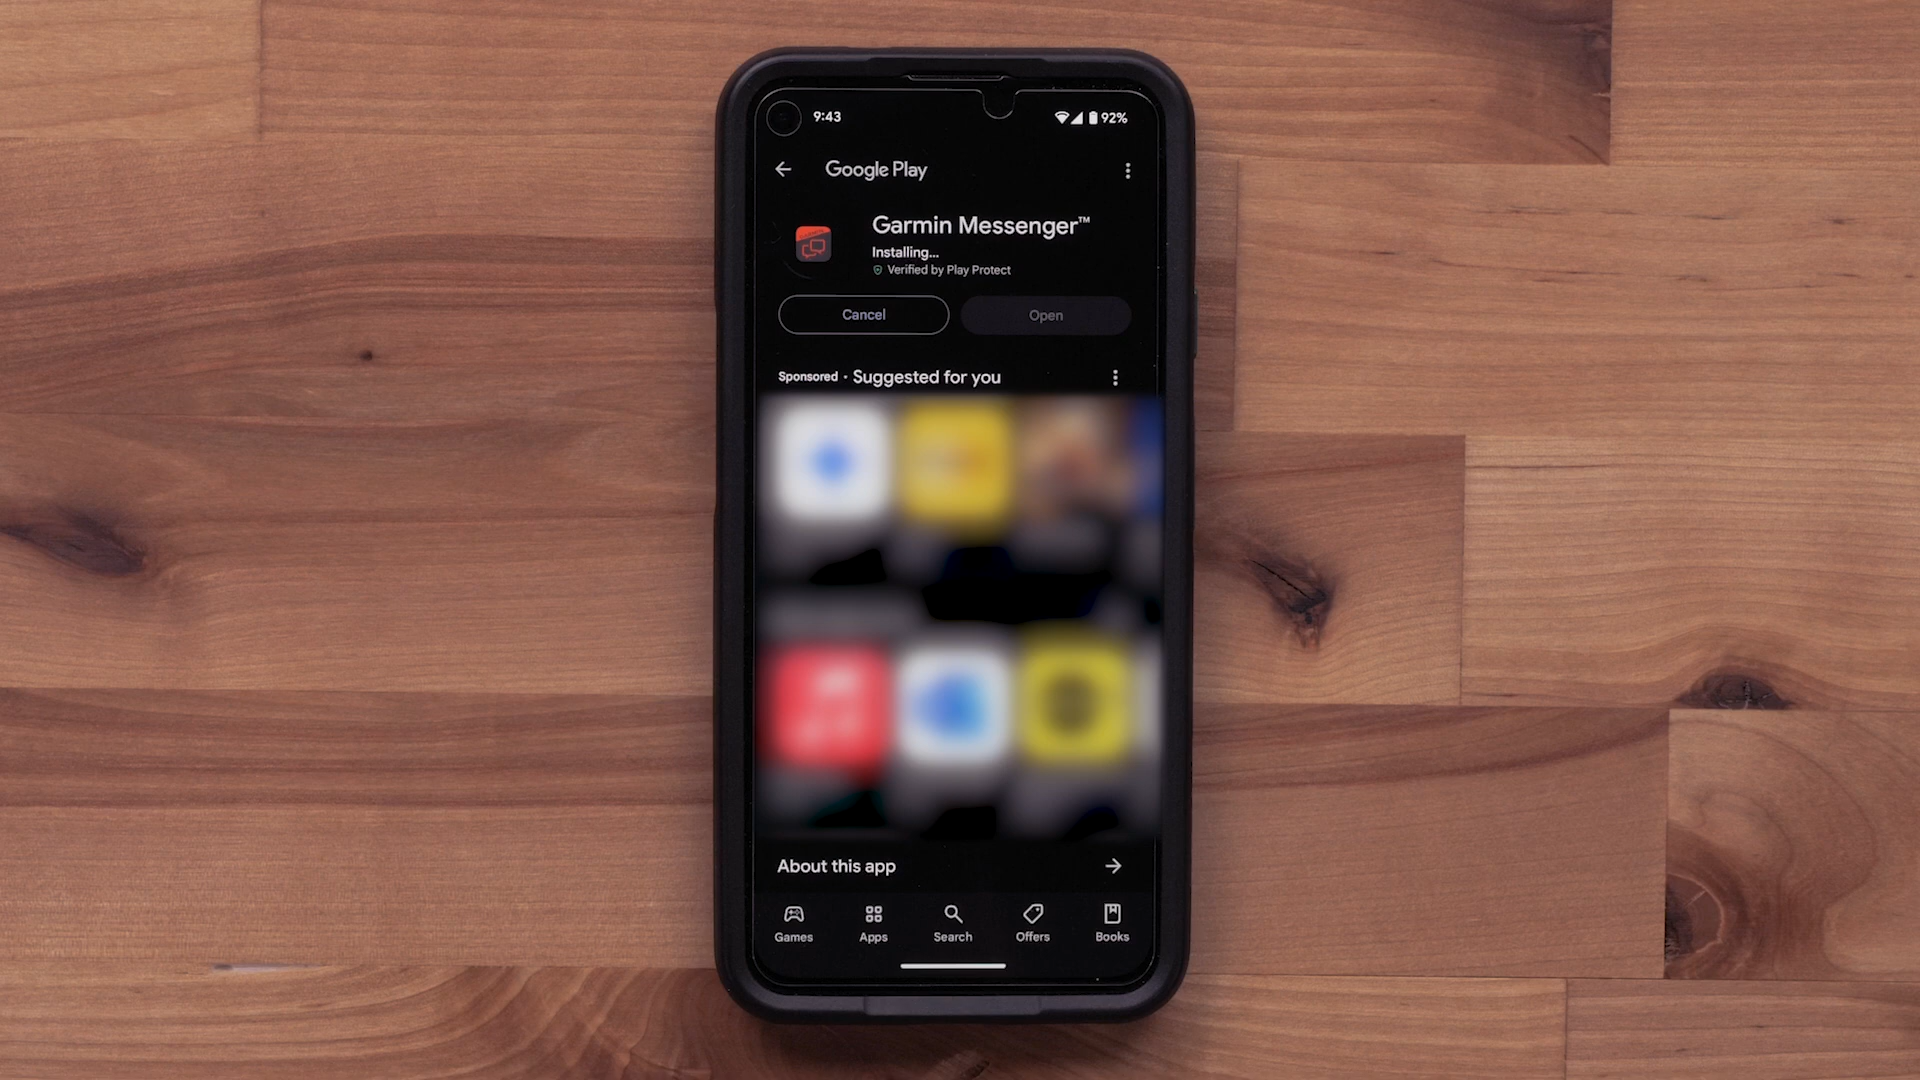 9:43
92%
Google Play
Garmin Messenger™
Installing...
Verified by Play Protect
Cancel
Open
Sponsored · Suggested for you
About this app
Games
Apps
Search
Offers
Books